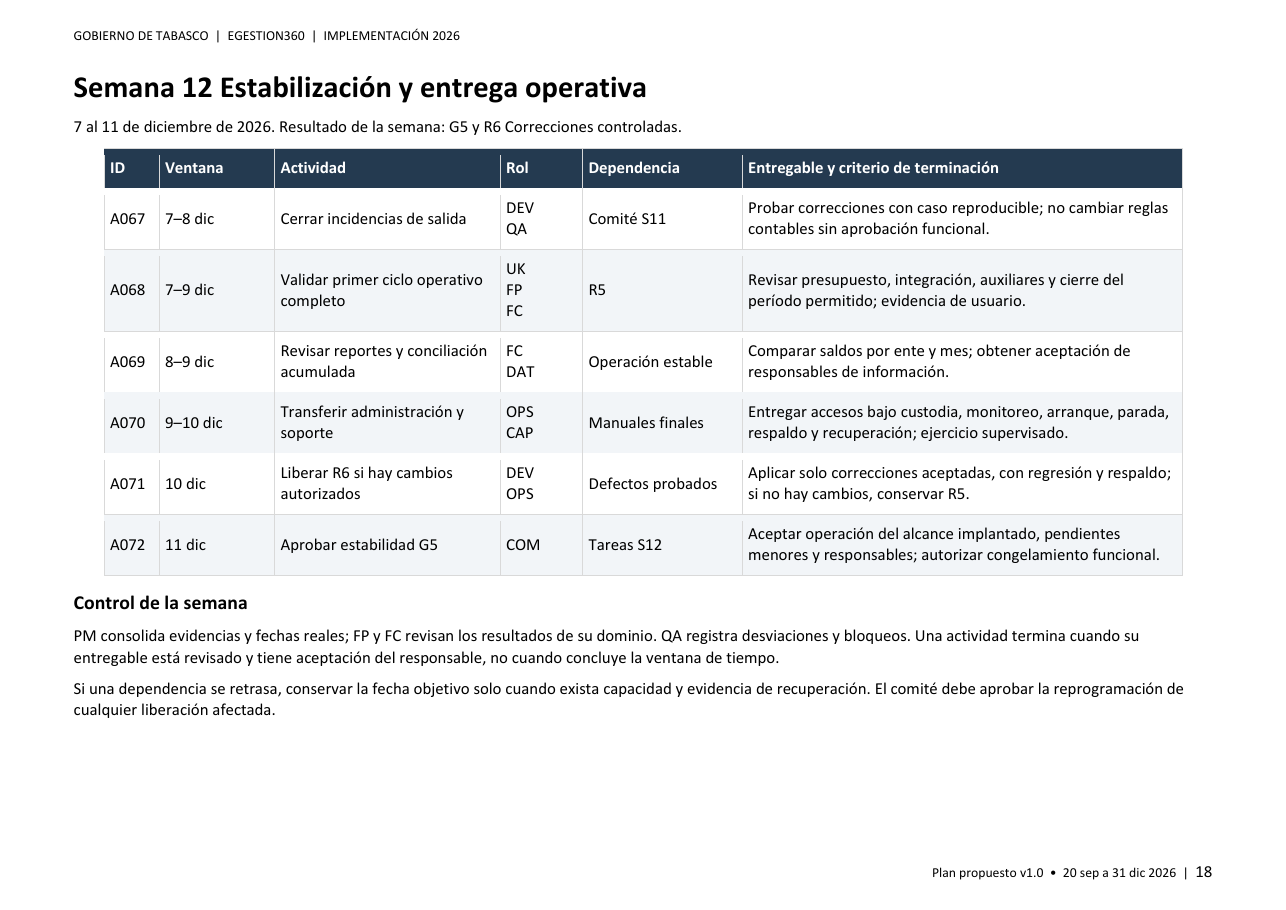 GOBIERNO DE TABASCO | EGESTION360 | IMPLEMENTACIÓN 2026
Semana 12 Estabilización y entrega operativa
7 al 11 de diciembre de 2026. Resultado de la semana: G5 y R6 Correcciones controladas.
ID Ventana Actividad Rol Dependencia Entregable y criterio de terminación
A067 7–8 dic Cerrar incidencias de salida DEV QA Comité S11 Probar correcciones con caso reproducible; no cambiar reglas
contables sin aprobación funcional.
A068 7–9 dic Validar primer ciclo operativo
completo
UK
FP
FC
R5
Revisar presupuesto, integración, auxiliares y cierre del
período permitido; evidencia de usuario.
A069 8–9 dic Revisar reportes y conciliación
acumulada
FC
DAT
Operación estable
Comparar saldos por ente y mes; obtener aceptación de
responsables de información.
A070 9–10 dic Transferir administración y
soporte
OPS
CAP
Manuales finales
Entregar accesos bajo custodia, monitoreo, arranque, parada,
respaldo y recuperación; ejercicio supervisado.
A071 10 dic Liberar R6 si hay cambios
autorizados
DEV
OPS
Defectos probados
Aplicar solo correcciones aceptadas, con regresión y respaldo;
si no hay cambios, conservar R5.
A072 11 dic Aprobar estabilidad G5 COM Tareas S12
Aceptar operación del alcance implantado, pendientes
menores y responsables; autorizar congelamiento funcional.
Control de la semana
PM consolida evidencias y fechas reales; FP y FC revisan los resultados de su dominio. QA registra desviaciones y bloqueos. Una actividad termina cuando su
entregable está revisado y tiene aceptación del responsable, no cuando concluye la ventana de tiempo.
Si una dependencia se retrasa, conservar la fecha objetivo solo cuando exista capacidad y evidencia de recuperación. El comité debe aprobar la reprogramación de
cualquier liberación afectada.
Plan propuesto v1.0 • 20 sep a 31 dic 2026 | 18